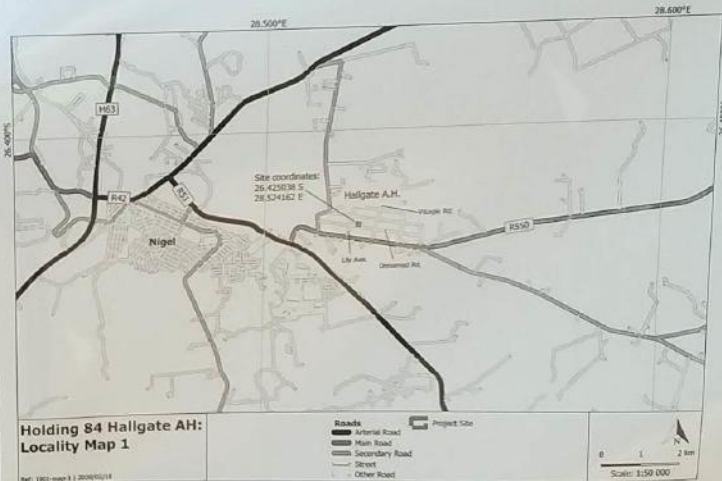 28.500°E
28.600°E
26.400°S
M63
Site coordinates:
26.425038 S
28.524162 E
Hallgate A.H.
R51
R42
Nigel
R550
Lily Ave.
Unnamed Rd.
Holding 84 Hallgate AH:
Locality Map 1
Roads
Arterial Road
Main Road
Secondary Road
Street
Other Road
Project Site
N
0 1 2 km
Scale: 1:50 000